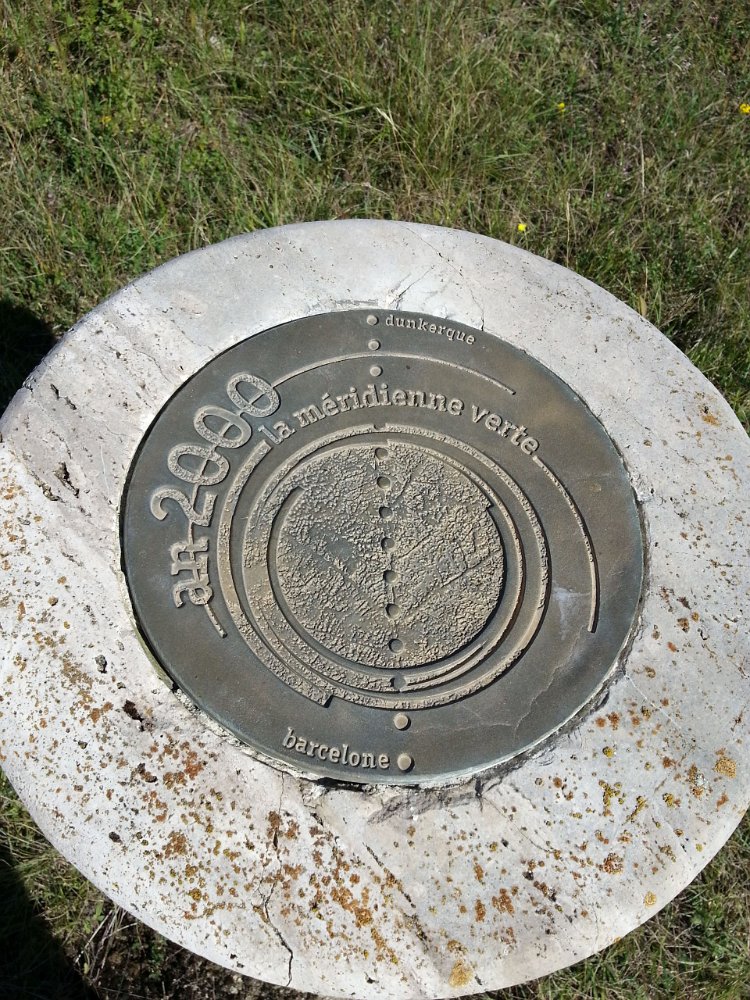 dunkerque
an 2000
la méridienne verte
barcelone